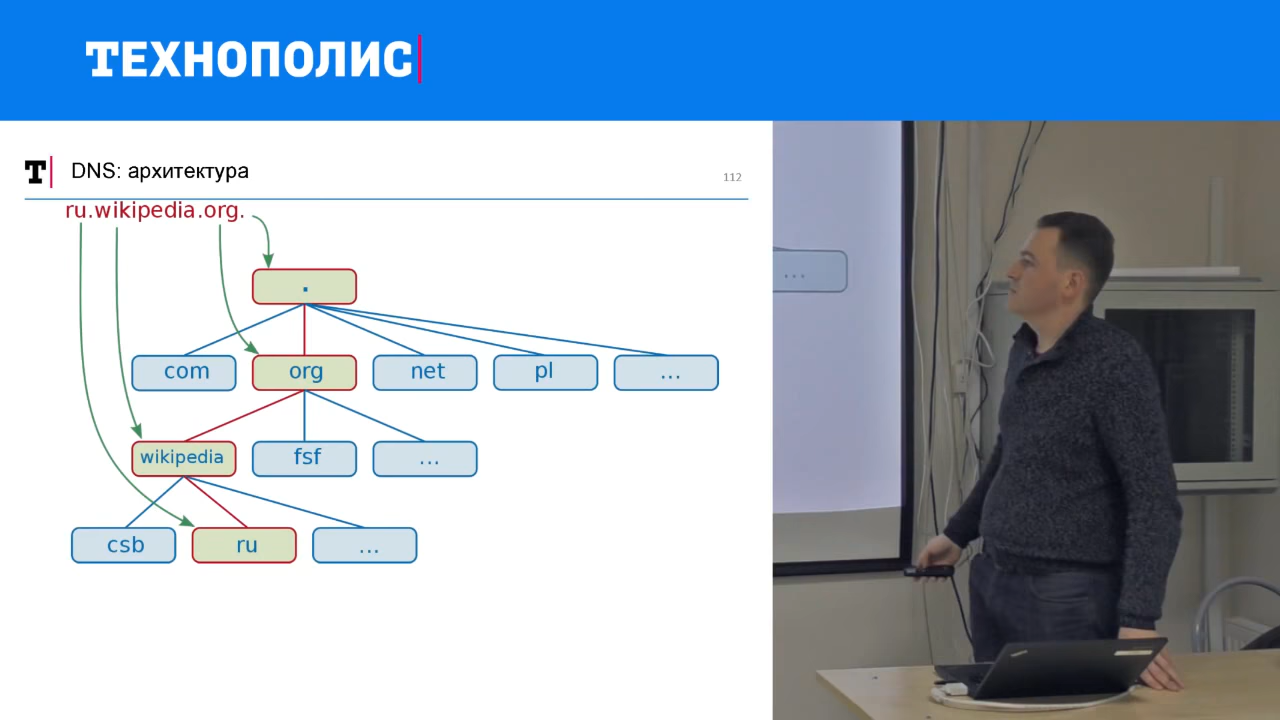 ТЕХНОПОЛИС
Т DNS: архитектура
112
ru.wikipedia.org.
.
com
org
net
pl
...
wikipedia
fsf
...
csb
ru
...
...